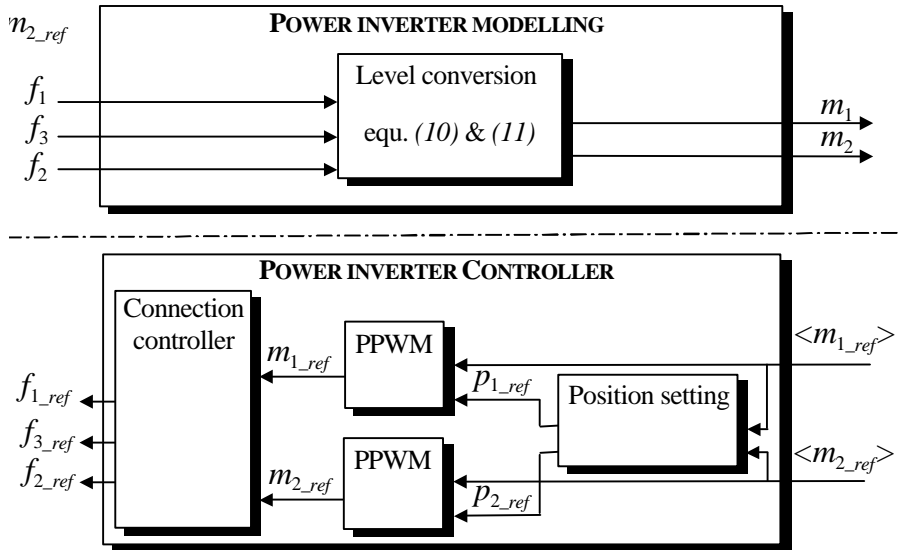 POWER INVERTER MODELLING
m2_ref
Level conversion
equ. (10) & (11)
f1
f3
f2
m1
m2
POWER INVERTER CONTROLLER
Connection
controller
PPWM
m1_ref
<m1_ref>
p1_ref
Position setting
f1_ref
f3_ref
f2_ref
PPWM
m2_ref
<m2_ref>
p2_ref